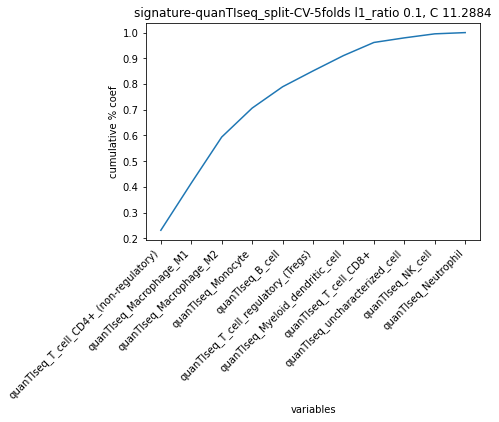 signature-quanTIseq_split-CV-5folds l1_ratio 0.1, C 11.2884
cumulative % coef
1.0
0.9
0.8
0.7
0.6
0.5
0.4
0.3
0.2
quanTIseq_T_cell_CD4+_(non-regulatory)
quanTIseq_Macrophage_M1
quanTIseq_Macrophage_M2
quanTIseq_Monocyte
quanTIseq_B_cell
quanTIseq_T_cell_regulatory_(Tregs)
quanTIseq_Myeloid_dendritic_cell
quanTIseq_T_cell_CD8+
quanTIseq_uncharacterized_cell
quanTIseq_NK_cell
quanTIseq_Neutrophil
variables